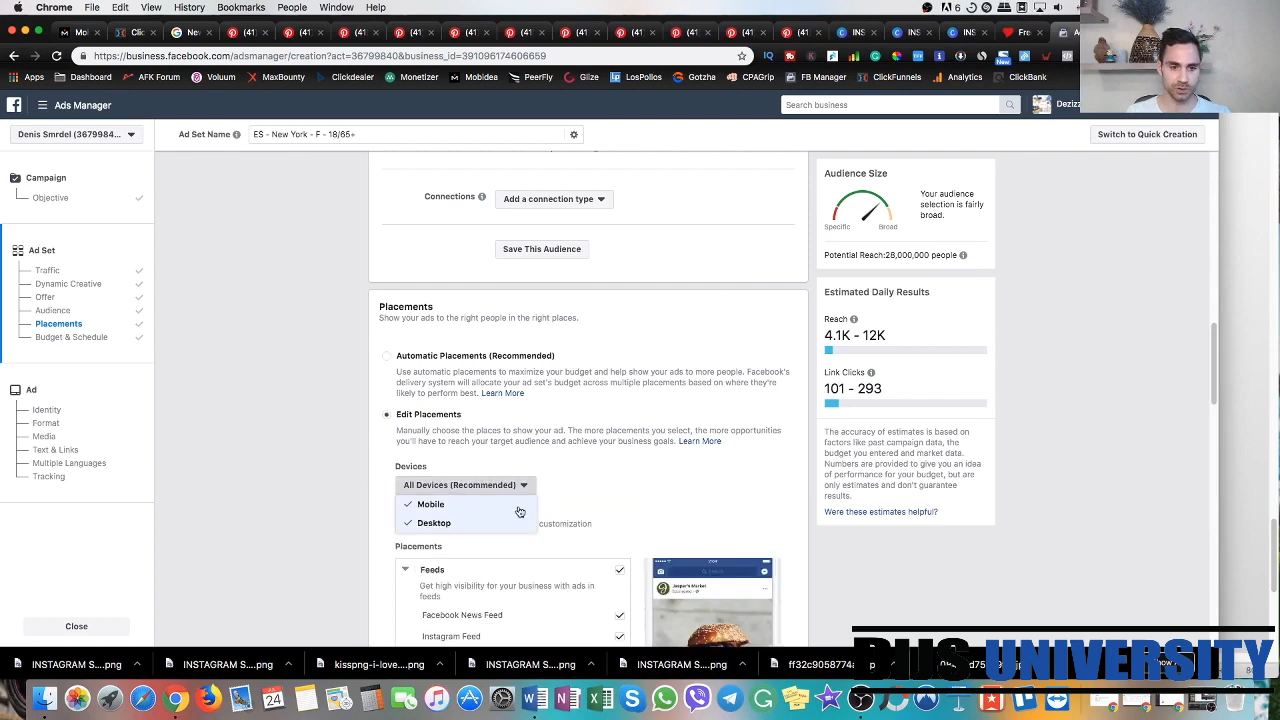 Chrome File Edit View History Bookmarks People Window Help
https://business.facebook.com/adsmanager/creation?act=36799840&business_id=391096174606659
Apps Dashboard AFK Forum Voluum MaxBounty Clickdealer Monetizer Mobidea PeerFly Glize LosPollos Gotzha CPAGrip FB Manager ClickFunnels Analytics ClickBank
Ads Manager
Search business
Dezizz
Denis Smrdel (3679984...
Ad Set Name
ES - New York - F - 18/65+
Switch to Quick Creation
Campaign
Objective
Ad Set
Traffic
Dynamic Creative
Offer
Audience
Placements
Budget & Schedule
Ad
Identity
Format
Media
Text & Links
Multiple Languages
Tracking
Close
Connections
Add a connection type
Save This Audience
Placements
Show your ads to the right people in the right places.
Automatic Placements (Recommended)
Use automatic placements to maximize your budget and help show your ads to more people. Facebook's
delivery system will allocate your ad set's budget across multiple placements based on where they're
likely to perform best. Learn More
Edit Placements
Manually choose the places to show your ad. The more placements you select, the more opportunities
you'll have to reach your target audience and achieve your business goals. Learn More
Devices
All Devices (Recommended)
Mobile
Desktop
customization
Placements
Feeds
Get high visibility for your business with ads in
feeds
Facebook News Feed
Instagram Feed
Jasper's Market
Audience Size
Your audience
selection is fairly
broad.
Specific Broad
Potential Reach:28,000,000 people
Estimated Daily Results
Reach
4.1K - 12K
Link Clicks
101 - 293
The accuracy of estimates is based on
factors like past campaign data, the
budget you entered and market data.
Numbers are provided to give you an idea
of performance for your budget, but are
only estimates and don't guarantee
results.
Were these estimates helpful?
INSTAGRAM S....png INSTAGRAM S....png kisspng-i-love....png INSTAGRAM S....png INSTAGRAM S....png
UNIVERSITY